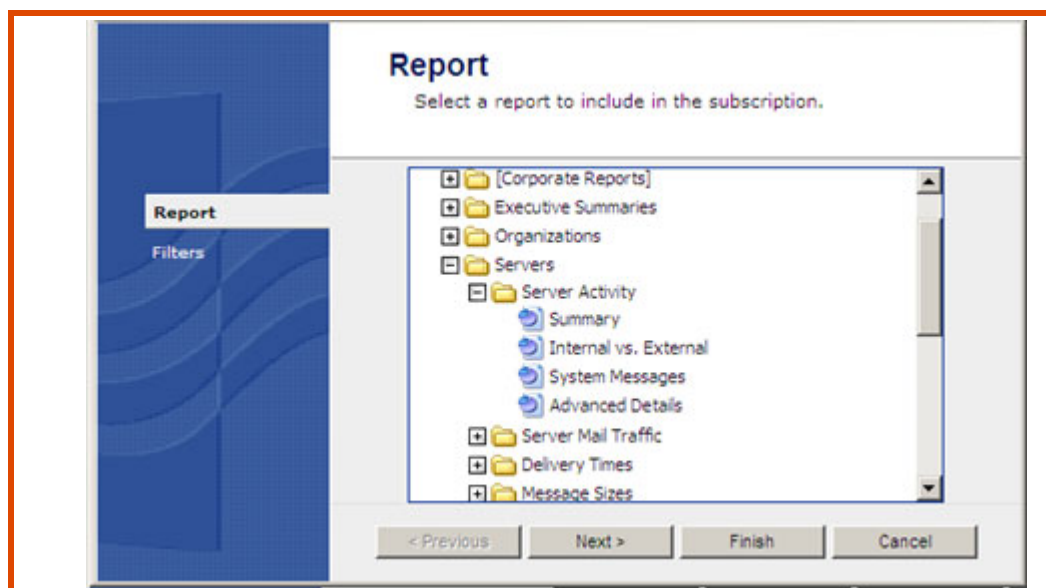 Report
Select a report to include in the subscription.
Report
Filters
[Corporate Reports]
Executive Summaries
Organizations
Servers
Server Activity
Summary
Internal vs. External
System Messages
Advanced Details
Server Mail Traffic
Delivery Times
Message Sizes
< Previous
Next >
Finish
Cancel